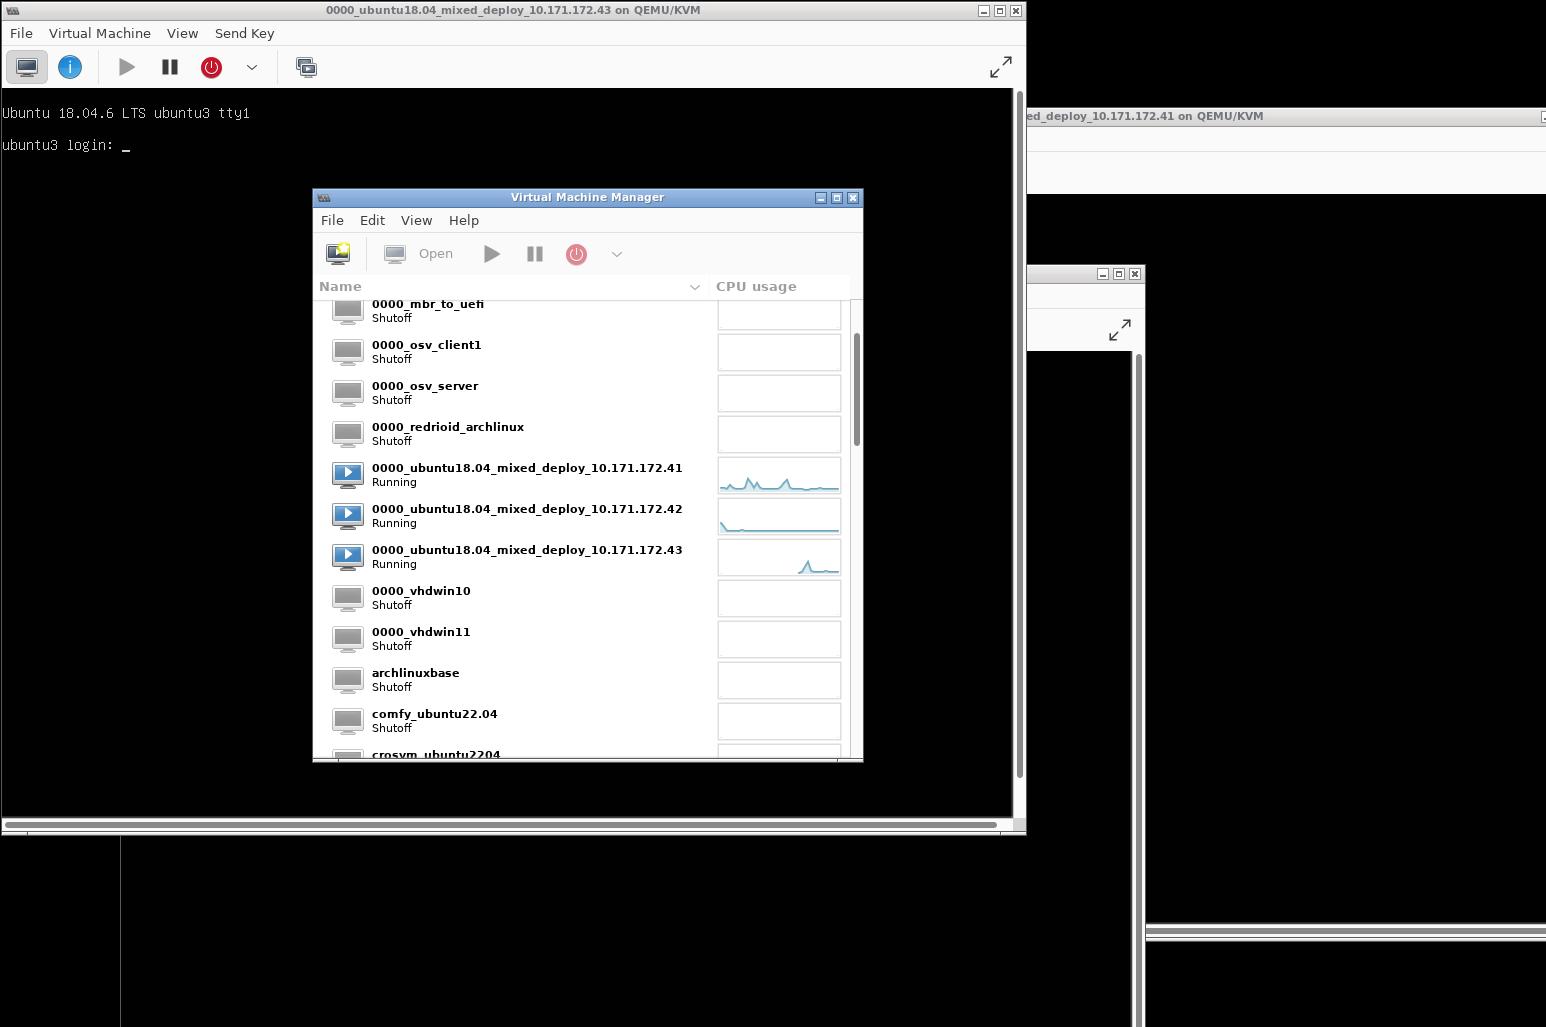 0000_ubuntu18.04_mixed_deploy_10.171.172.43 on QEMU/KVM
File Virtual Machine View Send Key
Ubuntu 18.04.6 LTS ubuntu3 tty1
ubuntu3 login: _
ed_deploy_10.171.172.41 on QEMU/KVM
Virtual Machine Manager
File Edit View Help
Open
Name CPU usage
0000_mbr_to_uefi
Shutoff
0000_osv_client1
Shutoff
0000_osv_server
Shutoff
0000_redrioid_archlinux
Shutoff
0000_ubuntu18.04_mixed_deploy_10.171.172.41
Running
0000_ubuntu18.04_mixed_deploy_10.171.172.42
Running
0000_ubuntu18.04_mixed_deploy_10.171.172.43
Running
0000_vhdwin10
Shutoff
0000_vhdwin11
Shutoff
archlinuxbase
Shutoff
comfy_ubuntu22.04
Shutoff
crosvm_ubuntu2204